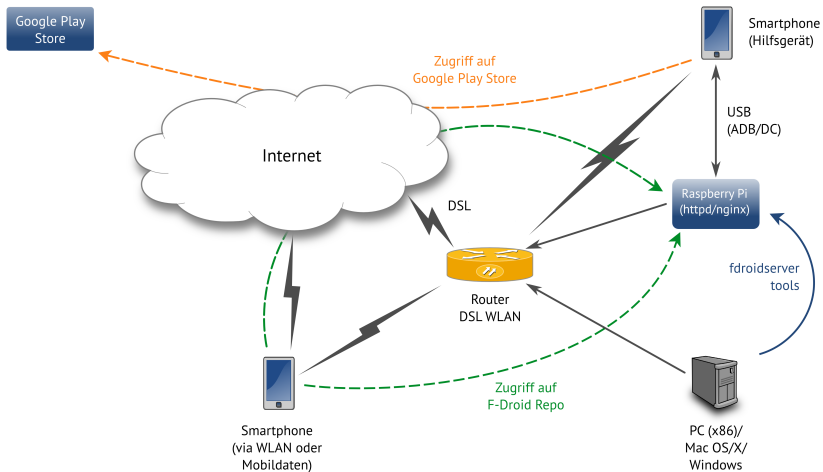 Google Play
Store
Smartphone
(Hilfsgerät)
Zugriff auf
Google Play Store
USB
(ADB/DC)
Internet
Raspberry Pi
(httpd/nginx)
DSL
fdroidserver
tools
Router
DSL WLAN
Zugriff auf
F-Droid Repo
Smartphone
(via WLAN oder
Mobildaten)
PC (x86)/
Mac OS/X/
Windows